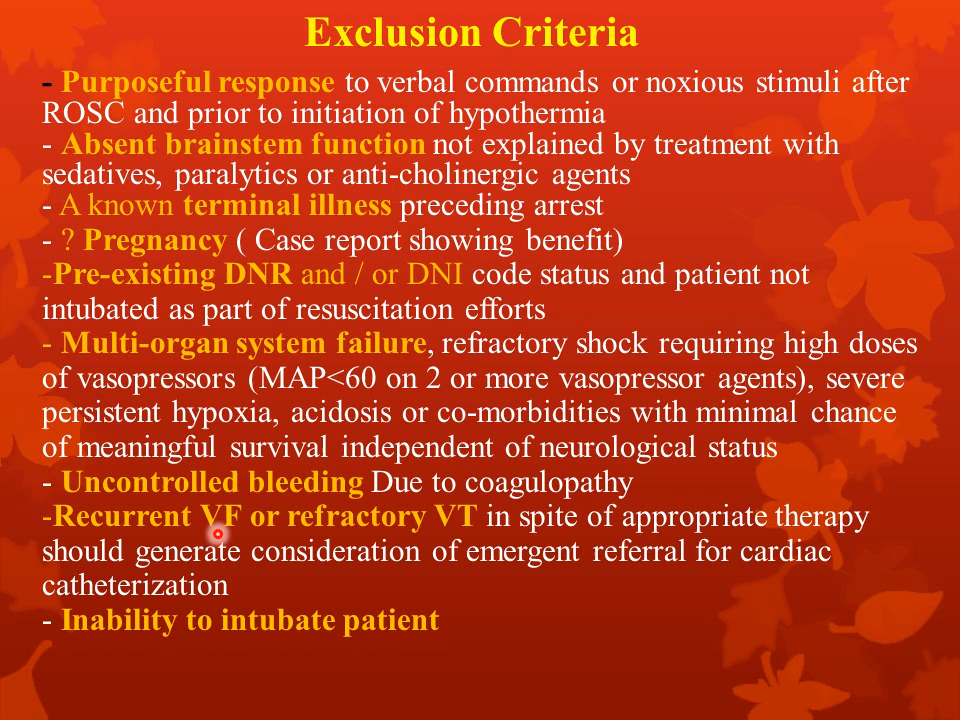 Exclusion Criteria
- Purposeful response to verbal commands or noxious stimuli after
ROSC and prior to initiation of hypothermia
- Absent brainstem function not explained by treatment with
sedatives, paralytics or anti-cholinergic agents
- A known terminal illness preceding arrest
- ? Pregnancy ( Case report showing benefit)
-Pre-existing DNR and / or DNI code status and patient not
intubated as part of resuscitation efforts
- Multi-organ system failure, refractory shock requiring high doses
of vasopressors (MAP<60 on 2 or more vasopressor agents), severe
persistent hypoxia, acidosis or co-morbidities with minimal chance
of meaningful survival independent of neurological status
- Uncontrolled bleeding Due to coagulopathy
-Recurrent VF or refractory VT in spite of appropriate therapy
should generate consideration of emergent referral for cardiac
catheterization
- Inability to intubate patient